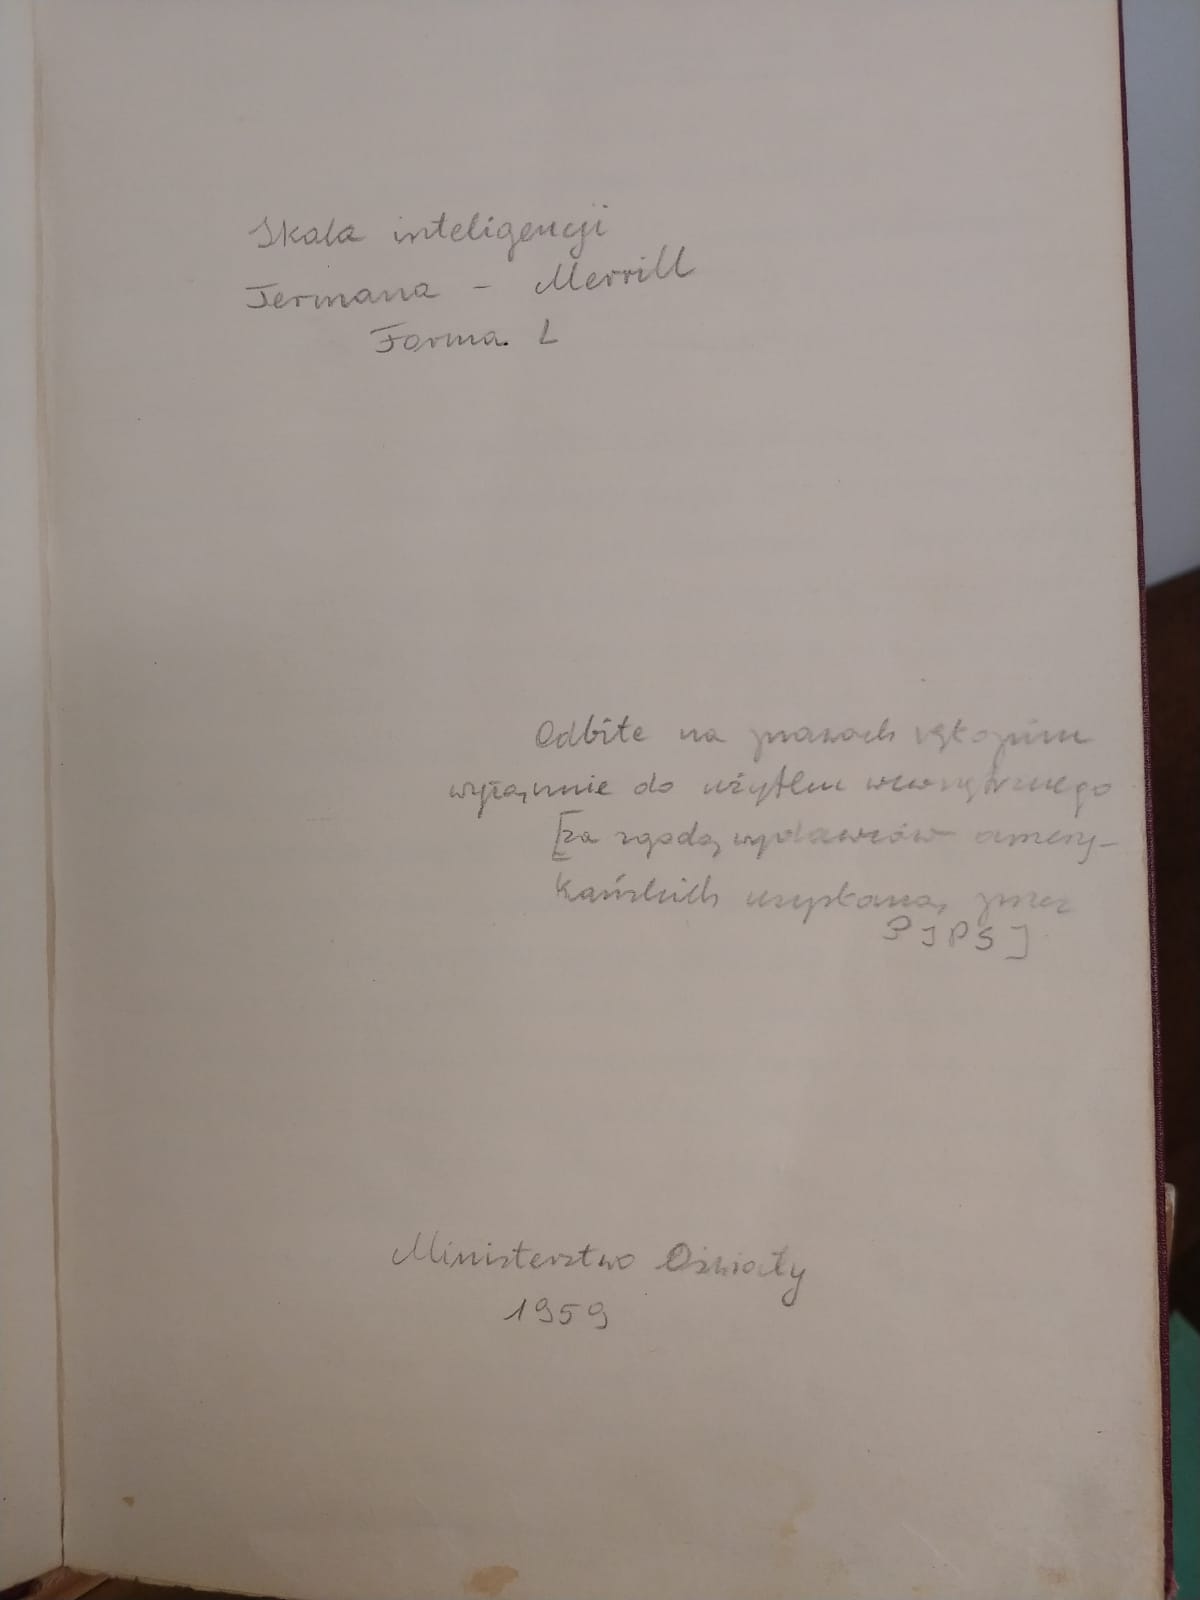 Skala inteligencji
Termana - Merrill
Forma L
Odbite na prawach rękopisu
wyłącznie do użytku wewnętrznego
[za zgodą wydawców amery-
kańskich uzyskaną przez
PIPS]
Ministerstwo Oświaty
1959